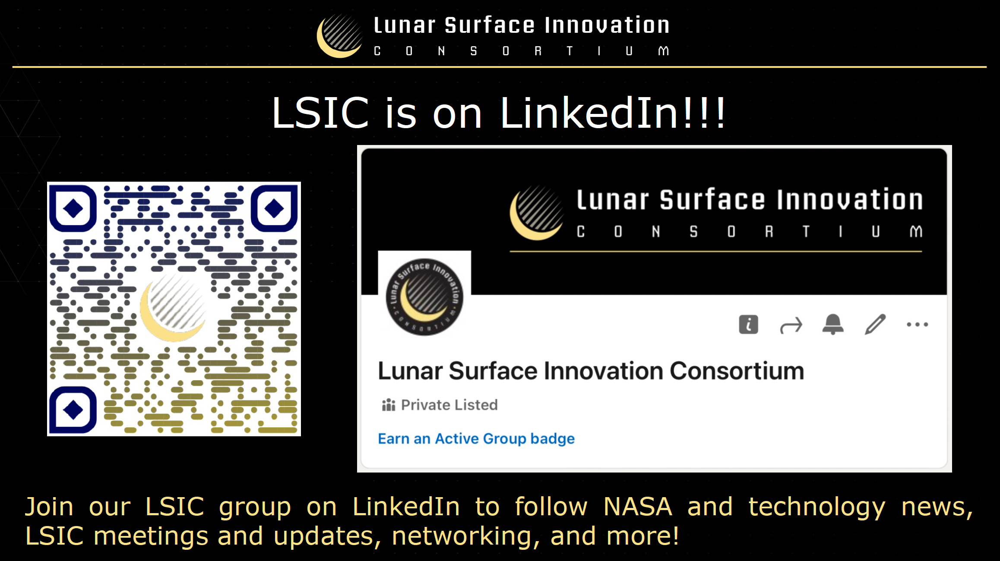 Lunar Surface Innovation
CONSORTIUM
LSIC is on LinkedIn!!!
Lunar Surface Innovation
CONSORTIUM
Lunar Surface Innovation
CONSORTIUM
Lunar Surface Innovation Consortium
Private Listed
Earn an Active Group badge
Join our LSIC group on LinkedIn to follow NASA and technology news,
LSIC meetings and updates, networking, and more!